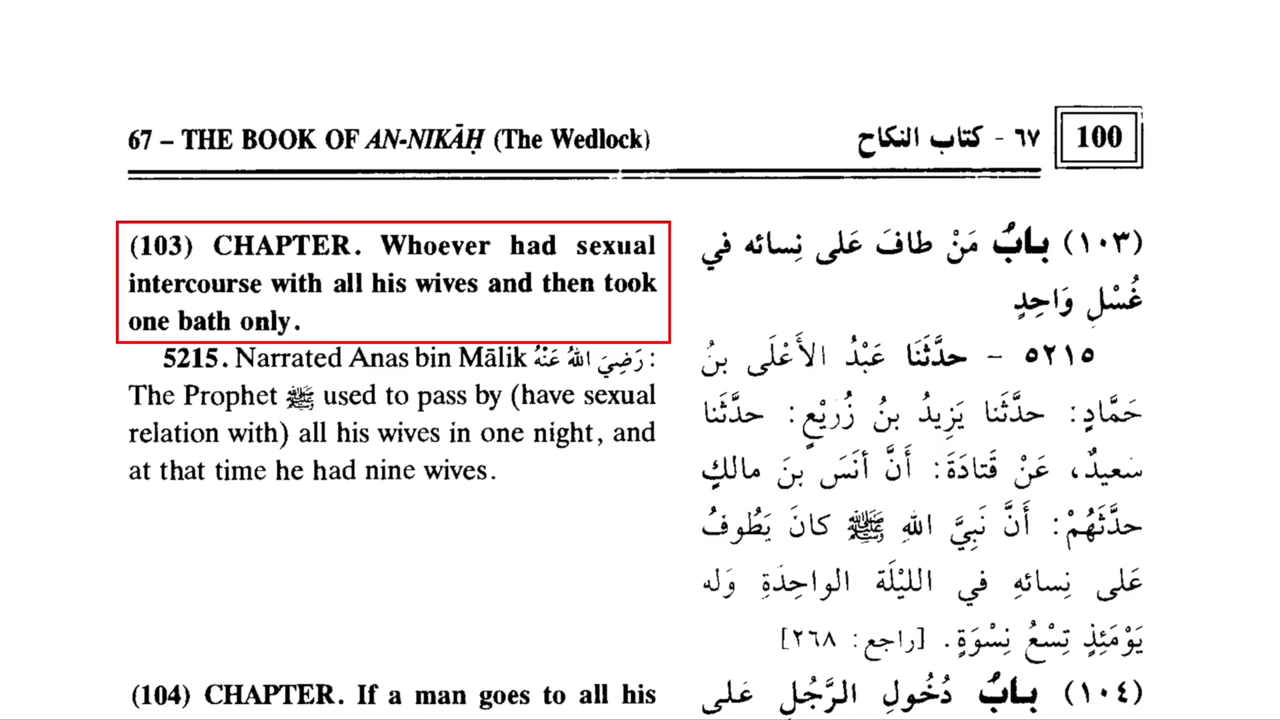 67 – THE BOOK OF AN-NIKĀḤ (The Wedlock)
٦٧ - كتاب النكاح
100
(103) CHAPTER. Whoever had sexual
intercourse with all his wives and then took
one bath only.
5215. Narrated Anas bin Mālik رَضِيَ اللهُ عَنْهُ:
The Prophet ﷺ used to pass by (have sexual
relation with) all his wives in one night, and
at that time he had nine wives.
(104) CHAPTER. If a man goes to all his
(١٠٣) بابُ مَنْ طافَ عَلى نِسائه في
غُسْلٍ وَاحِدٍ
٥٢١٥ - حدَّثَنَا عَبْدُ الأَعْلَى بنُ
حَمَّادٍ: حدَّثَنا يَزِيدُ بنُ زُرَيْعٍ: حدَّثَنا
سَعيدٌ، عَنْ قَتادَةَ: أَنَّ أنَسَ بنَ مالكٍ
حدَّثَهُمْ: أَنَّ نَبِيَّ اللهِ ﷺ كانَ يَطُوفُ
عَلى نِسائهِ في اللَّيْلَة الواحِدَةِ وَله
يَوْمَئِذٍ تِسْعُ نِسْوَةٍ. [راجع: ٢٦٨]
(١٠٤) بابُ دُخُولِ الرَّجُلِ عَلى